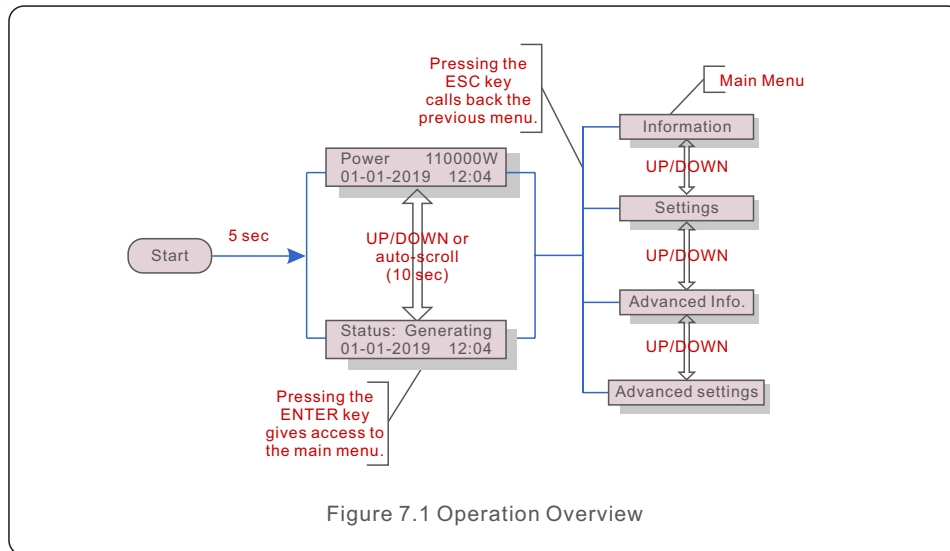 Pressing the
ESC key
calls back the
previous menu.
Main Menu
Information
UP/DOWN
Settings
UP/DOWN
Advanced Info.
UP/DOWN
Advanced settings
Power 110000W
01-01-2019 12:04
5 sec
Start
UP/DOWN or
auto-scroll
(10 sec)
Status: Generating
01-01-2019 12:04
Pressing the
ENTER key
gives access to
the main menu.
Figure 7.1 Operation Overview